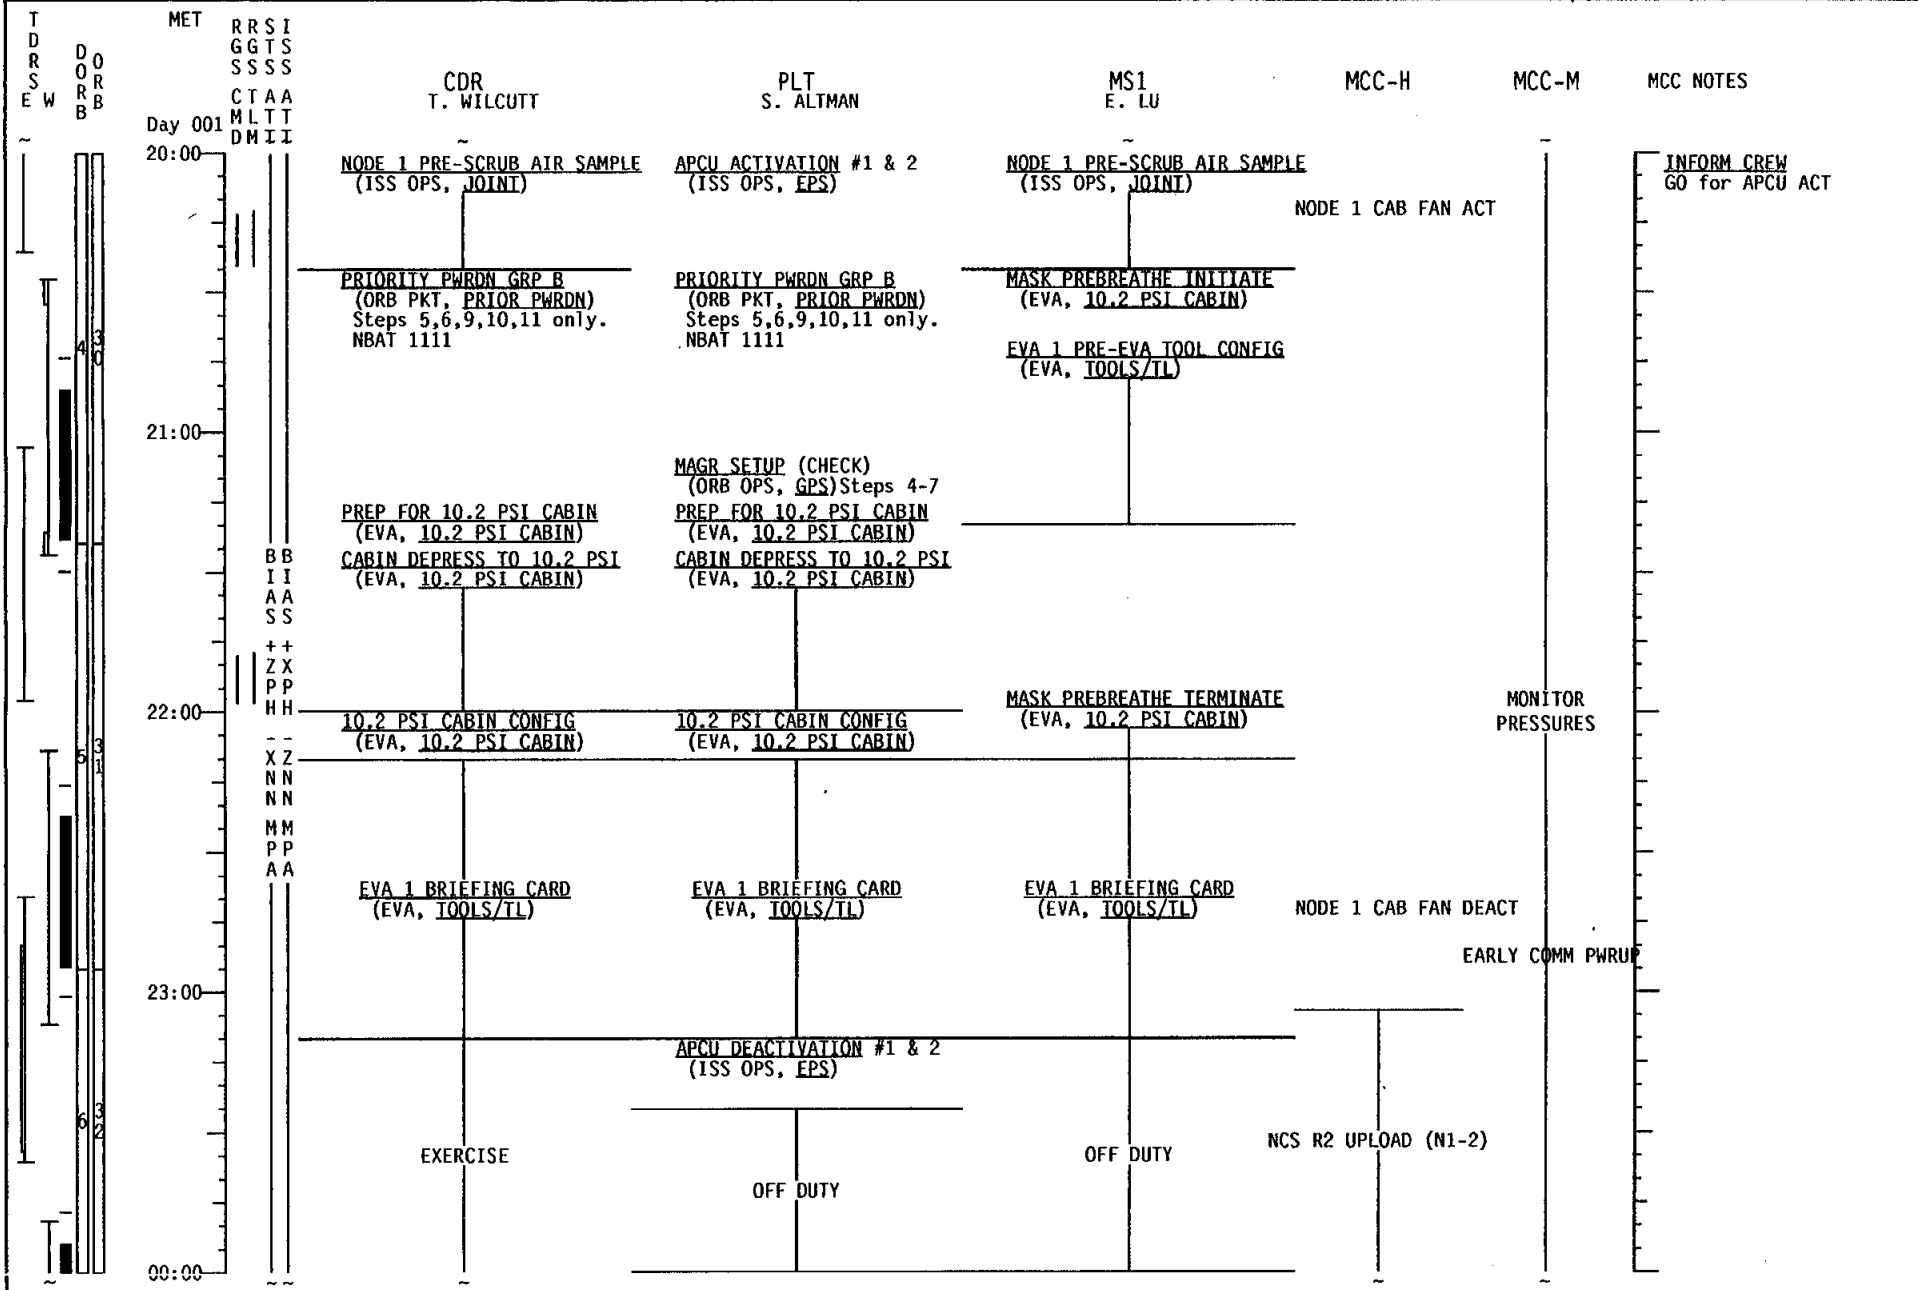 TDRS
E W
DORB
ORB
MET
RGS CMD
RGS TLM
STS ATTI
ISS ATTI
CDR
T. WILCUTT
PLT
S. ALTMAN
MS1
E. LU
MCC-H
MCC-M
MCC NOTES
Day 001
20:00
NODE 1 PRE-SCRUB AIR SAMPLE
(ISS OPS, JOINT)
APCU ACTIVATION #1 & 2
(ISS OPS, EPS)
NODE 1 PRE-SCRUB AIR SAMPLE
(ISS OPS, JOINT)
INFORM CREW
GO for APCU ACT
NODE 1 CAB FAN ACT
PRIORITY PWRDN GRP B
(ORB PKT, PRIOR PWRDN)
Steps 5,6,9,10,11 only.
NBAT 1111
PRIORITY PWRDN GRP B
(ORB PKT, PRIOR PWRDN)
Steps 5,6,9,10,11 only.
NBAT 1111
MASK PREBREATHE INITIATE
(EVA, 10.2 PSI CABIN)
4
30
EVA 1 PRE-EVA TOOL CONFIG
(EVA, TOOLS/TL)
21:00
MAGR SETUP (CHECK)
(ORB OPS, GPS)Steps 4-7
PREP FOR 10.2 PSI CABIN
(EVA, 10.2 PSI CABIN)
PREP FOR 10.2 PSI CABIN
(EVA, 10.2 PSI CABIN)
CABIN DEPRESS TO 10.2 PSI
(EVA, 10.2 PSI CABIN)
CABIN DEPRESS TO 10.2 PSI
(EVA, 10.2 PSI CABIN)
BIAS +ZPH -XNN MPA
BIAS +XPH -ZNN MPA
22:00
MASK PREBREATHE TERMINATE
(EVA, 10.2 PSI CABIN)
MONITOR
PRESSURES
10.2 PSI CABIN CONFIG
(EVA, 10.2 PSI CABIN)
10.2 PSI CABIN CONFIG
(EVA, 10.2 PSI CABIN)
5
31
EVA 1 BRIEFING CARD
(EVA, TOOLS/TL)
EVA 1 BRIEFING CARD
(EVA, TOOLS/TL)
EVA 1 BRIEFING CARD
(EVA, TOOLS/TL)
NODE 1 CAB FAN DEACT
EARLY COMM PWRUP
23:00
APCU DEACTIVATION #1 & 2
(ISS OPS, EPS)
6
32
EXERCISE
OFF DUTY
OFF DUTY
NCS R2 UPLOAD (N1-2)
00:00